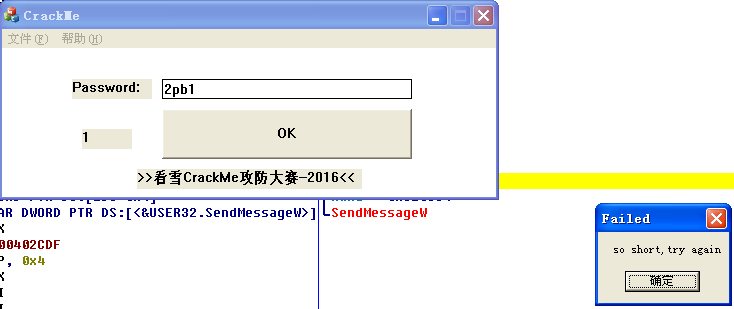 CrackMe
文件(F) 帮助(H)
Password:
2pb1
1
OK
>>看雪CrackMe攻防大赛-2016<<
AR DWORD PTR DS:[<&USER32.SendMessageW>]
SendMessageW
X
00402CDF
P, 0x4
X
I
I
Failed
so short,try again
确定